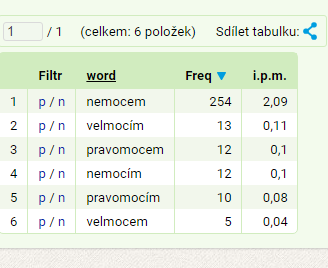 1 / 1 (celkem: 6 položek) Sdílet tabulku:
Filtr word Freq i.p.m.
1 p / n nemocem 254 2,09
2 p / n velmocím 13 0,11
3 p / n pravomocem 12 0,1
4 p / n nemocím 12 0,1
5 p / n pravomocím 10 0,08
6 p / n velmocem 5 0,04